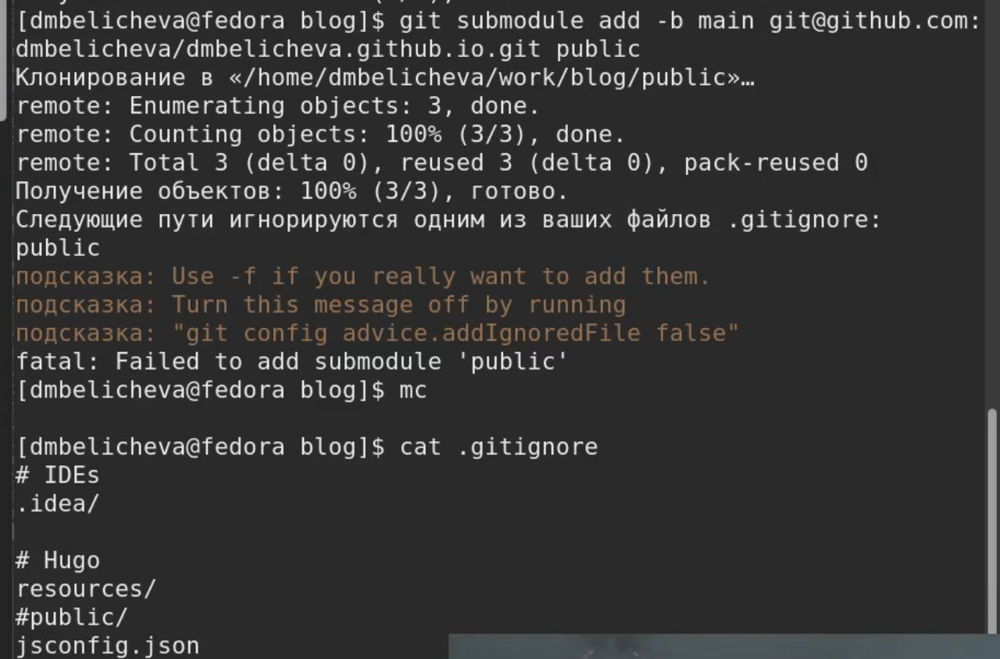 [dmbelicheva@fedora blog]$ git submodule add -b main git@github.com:
dmbelicheva/dmbelicheva.github.io.git public
Клонирование в «/home/dmbelicheva/work/blog/public»…
remote: Enumerating objects: 3, done.
remote: Counting objects: 100% (3/3), done.
remote: Total 3 (delta 0), reused 3 (delta 0), pack-reused 0
Получение объектов: 100% (3/3), готово.
Следующие пути игнорируются одним из ваших файлов .gitignore:
public
подсказка: Use -f if you really want to add them.
подсказка: Turn this message off by running
подсказка: "git config advice.addIgnoredFile false"
fatal: Failed to add submodule 'public'
[dmbelicheva@fedora blog]$ mc
[dmbelicheva@fedora blog]$ cat .gitignore
# IDEs
.idea/
# Hugo
resources/
#public/
jsconfig.json